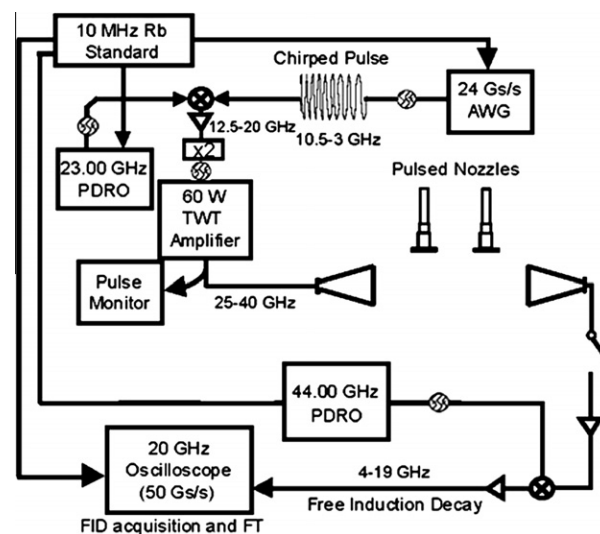 10 MHz Rb
Standard
Chirped Pulse
24 Gs/s
AWG
12.5-20 GHz
10.5-3 GHz
x2
23.00 GHz
PDRO
Pulsed Nozzles
60 W
TWT
Amplifier
Pulse
Monitor
25-40 GHz
44.00 GHz
PDRO
20 GHz
Oscilloscope
(50 Gs/s)
4-19 GHz
Free Induction Decay
FID acquisition and FT